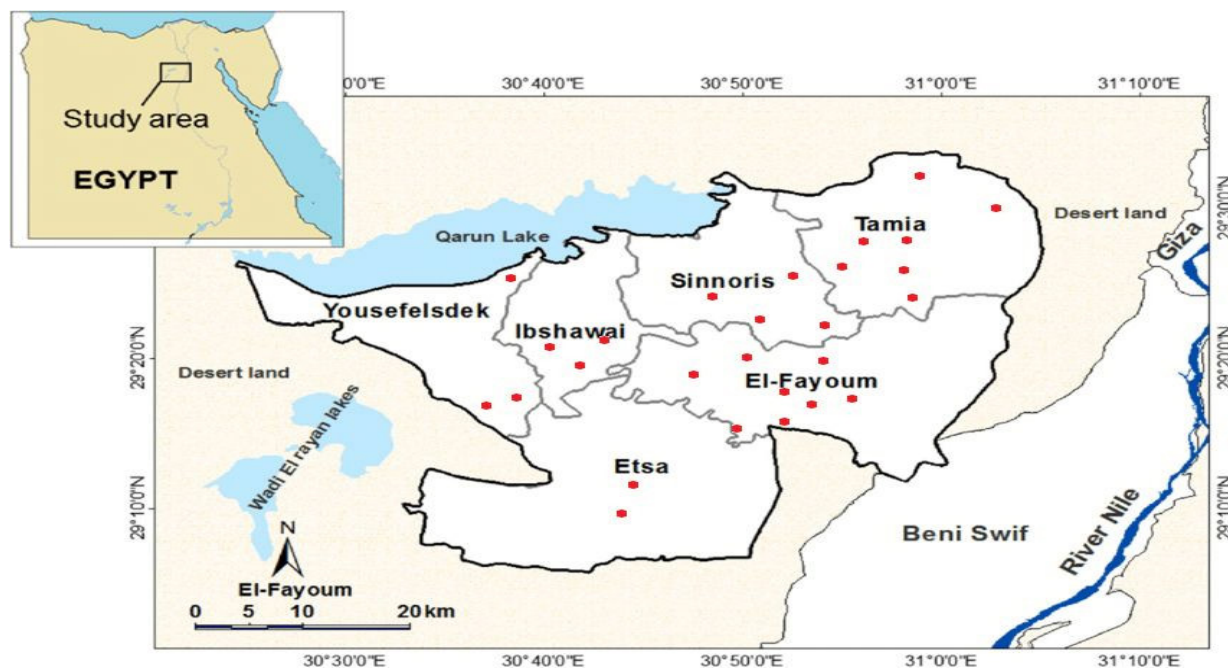 Study area
EGYPT
0'0"E
30°40'0"E
30°50'0"E
31°0'0"E
31°10'0"E
29°30'0"N
29°30'0"N
Desert land
Giza
Tamia
Qarun Lake
Sinnoris
Yousefelsdek
Ibshawai
29°20'0"N
29°20'0"N
Desert land
El-Fayoum
Wadi El rayan lakes
Etsa
29°10'0"N
29°10'0"N
Beni Swif
River Nile
N
El-Fayoum
0 5 10 20 km
30°30'0"E
30°40'0"E
30°50'0"E
31°0'0"E
31°10'0"E